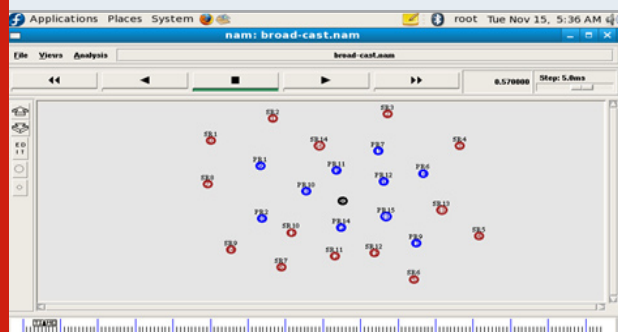 Applications Places System root Tue Nov 15, 5:36 AM
nam: broad-cast.nam
File Views Analysis broad-cast.nam
0.570000 Step: 5.0ms
SR2 SR3
SR1 SR14 SR4
PR7
PR1 PR11 PR6
SR8 PR10 PR12
PR2 PR15 SR13
SR10 PR14 SR5
SR9 SR11 SR12 PR9
SR7 SR6